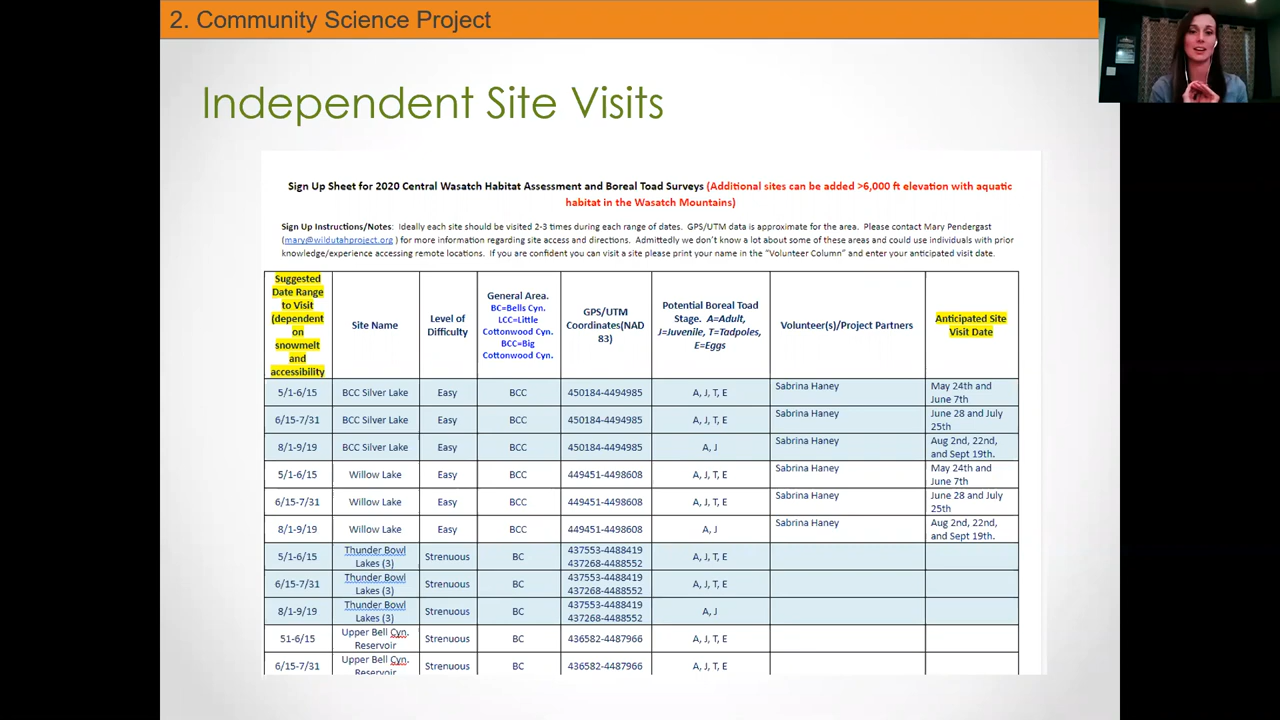 2. Community Science Project
Independent Site Visits
Sign Up Sheet for 2020 Central Wasatch Habitat Assessment and Boreal Toad Surveys (Additional sites can be added >6,000 ft elevation with aquatic
habitat in the Wasatch Mountains)
Sign Up Instructions/Notes: Ideally each site should be visited 2-3 times during each range of dates. GPS/UTM data is approximate for the area. Please contact Mary Pendergast
(mary@wildutahproject.org ) for more information regarding site access and directions. Admittedly we don't know a lot about some of these areas and could use individuals with prior
knowledge/experience accessing remote locations. If you are confident you can visit a site please print your name in the "Volunteer Column" and enter your anticipated visit date.
Suggested
Date Range
to Visit
(dependent
on
snowmelt
and
accessibility
Site Name
Level of
Difficulty
General Area.
BC=Bells Cyn.
LCC=Little
Cottonwood Cyn.
BCC=Big
Cottonwood Cyn.
GPS/UTM
Coordinates(NAD
83)
Potential Boreal Toad
Stage. A=Adult,
J=Juvenile, T=Tadpoles,
E=Eggs
Volunteer(s)/Project Partners
Anticipated Site
Visit Date
5/1-6/15 BCC Silver Lake Easy BCC 450184-4494985 A, J, T, E Sabrina Haney May 24th and
June 7th
6/15-7/31 BCC Silver Lake Easy BCC 450184-4494985 A, J, T, E Sabrina Haney June 28 and July
25th
8/1-9/19 BCC Silver Lake Easy BCC 450184-4494985 A, J Sabrina Haney Aug 2nd, 22nd,
and Sept 19th.
5/1-6/15 Willow Lake Easy BCC 449451-4498608 A, J, T, E Sabrina Haney May 24th and
June 7th
6/15-7/31 Willow Lake Easy BCC 449451-4498608 A, J, T, E Sabrina Haney June 28 and July
25th
8/1-9/19 Willow Lake Easy BCC 449451-4498608 A, J Sabrina Haney Aug 2nd, 22nd,
and Sept 19th.
5/1-6/15 Thunder Bowl Strenuous BC 437553-4488419 A, J, T, E
Lakes (3) 437268-4488552
6/15-7/31 Thunder Bowl Strenuous BC 437553-4488419 A, J, T, E
Lakes (3) 437268-4488552
8/1-9/19 Thunder Bowl Strenuous BC 437553-4488419 A, J
Lakes (3) 437268-4488552
51-6/15 Upper Bell Cyn. Strenuous BC 436582-4487966 A, J, T, E
Reservoir
6/15-7/31 Upper Bell Cyn. Strenuous BC 436582-4487966 A, J, T, E
Reservoir